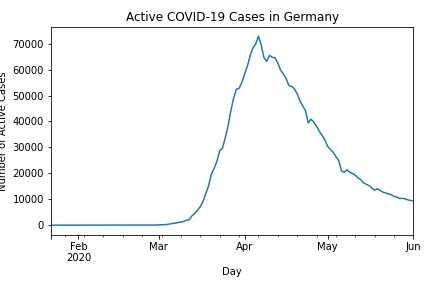 Active COVID-19 Cases in Germany
Number of Active Cases
70000
60000
50000
40000
30000
20000
10000
0
Feb Mar Apr May Jun
2020
Day